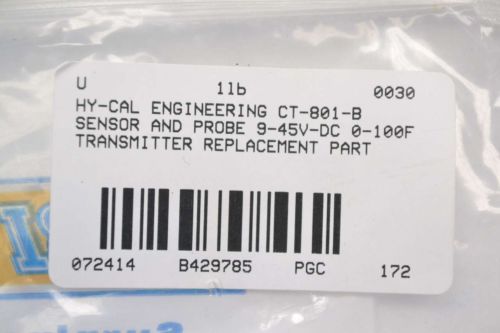 U 1lb 0030
HY-CAL ENGINEERING CT-801-B
SENSOR AND PROBE 9-45V-DC 0-100F
TRANSMITTER REPLACEMENT PART
072414 B429785 PGC 172